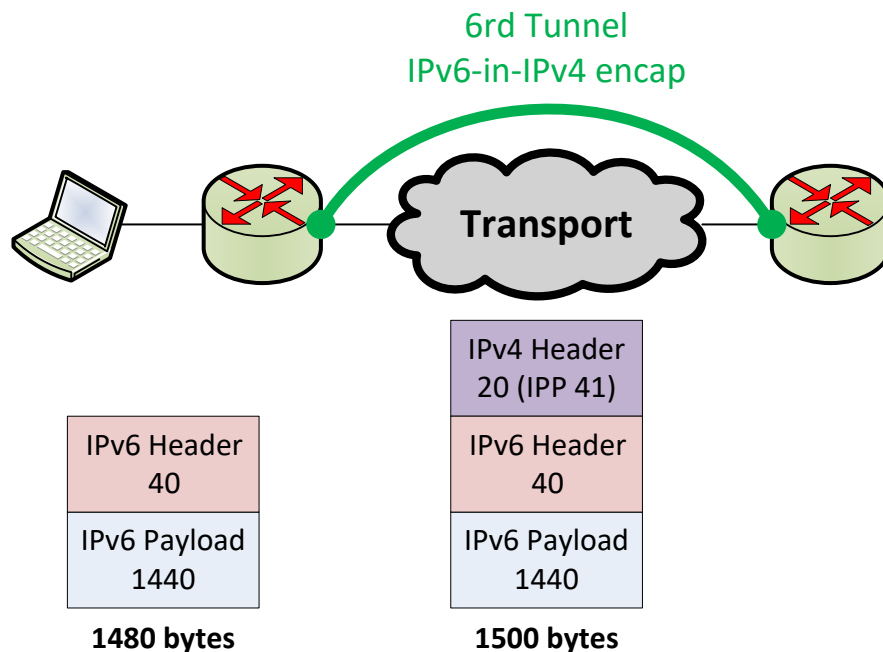 6rd Tunnel
IPv6-in-IPv4 encap
Transport
IPv4 Header
20 (IPP 41)
IPv6 Header
40
IPv6 Payload
1440
1480 bytes
IPv6 Header
40
IPv6 Payload
1440
1500 bytes